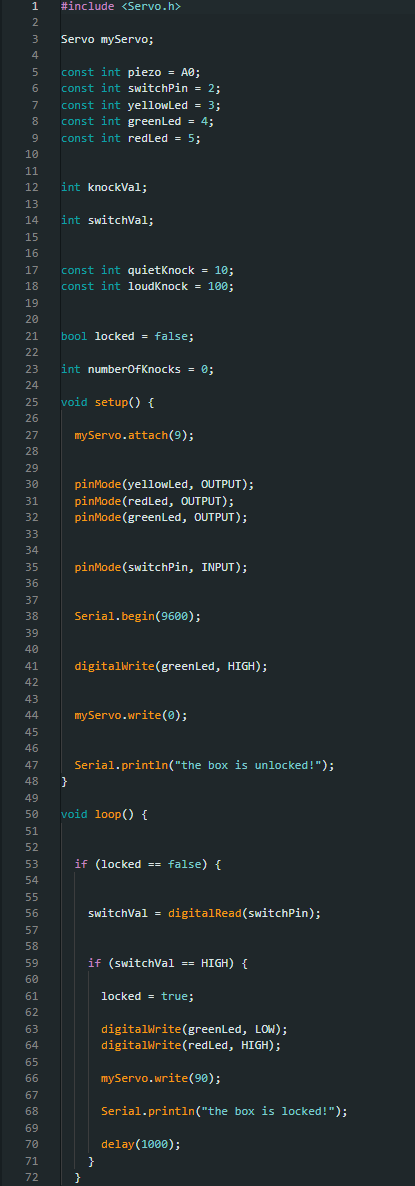 1 #include <Servo.h>
2
3 Servo myServo;
4
5 const int piezo = A0;
6 const int switchPin = 2;
7 const int yellowLed = 3;
8 const int greenLed = 4;
9 const int redLed = 5;
10
11
12 int knockVal;
13
14 int switchVal;
15
16
17 const int quietKnock = 10;
18 const int loudKnock = 100;
19
20
21 bool locked = false;
22
23 int numberOfKnocks = 0;
24
25 void setup() {
26
27 myServo.attach(9);
28
29
30 pinMode(yellowLed, OUTPUT);
31 pinMode(redLed, OUTPUT);
32 pinMode(greenLed, OUTPUT);
33
34
35 pinMode(switchPin, INPUT);
36
37
38 Serial.begin(9600);
39
40
41 digitalWrite(greenLed, HIGH);
42
43
44 myServo.write(0);
45
46
47 Serial.println("the box is unlocked!");
48 }
49
50 void loop() {
51
52
53 if (locked == false) {
54
55
56 switchVal = digitalRead(switchPin);
57
58
59 if (switchVal == HIGH) {
60
61 locked = true;
62
63 digitalWrite(greenLed, LOW);
64 digitalWrite(redLed, HIGH);
65
66 myServo.write(90);
67
68 Serial.println("the box is locked!");
69
70 delay(1000);
71 }
72 }